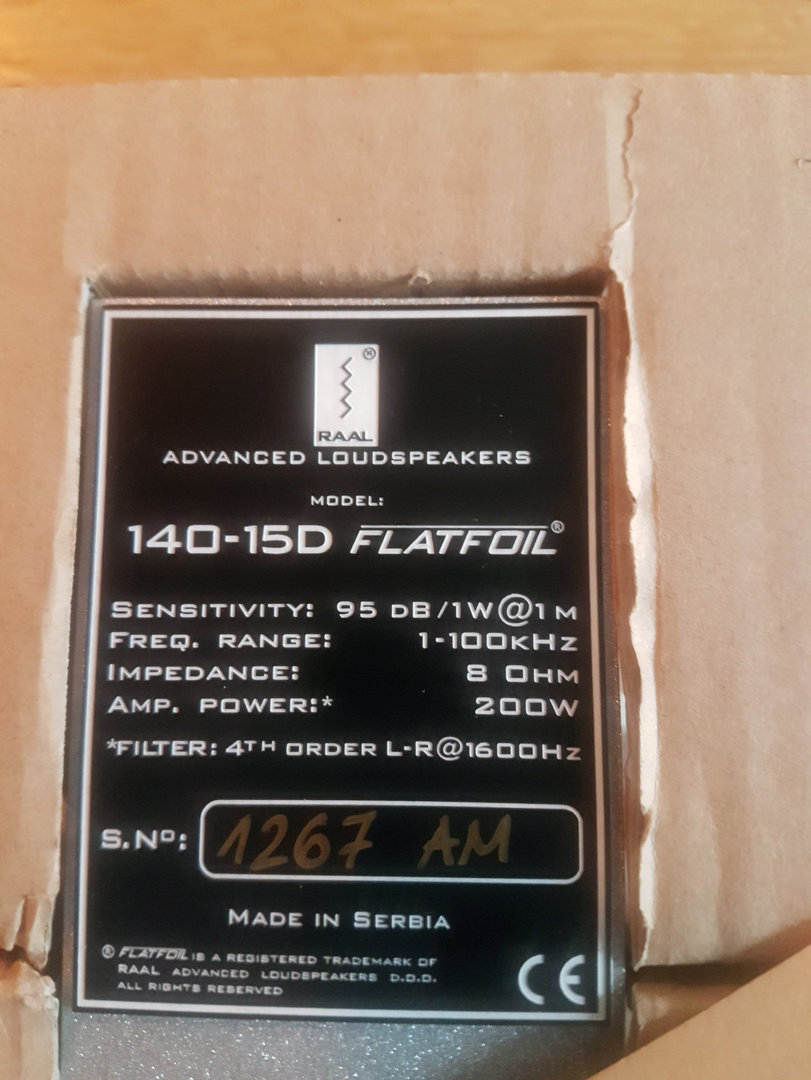 ®
RAAL
ADVANCED LOUDSPEAKERS
MODEL:
140-15D FLATFOIL®
SENSITIVITY: 95 DB/1W@1M
FREQ. RANGE: 1-100KHZ
IMPEDANCE: 8 OHM
AMP. POWER:* 200W
*FILTER: 4TH ORDER L-R@1600HZ
S.Nº: 1267 AM
MADE IN SERBIA
® FLATFOIL IS A REGISTERED TRADEMARK OF
RAAL ADVANCED LOUDSPEAKERS D.O.O.
ALL RIGHTS RESERVED
CE